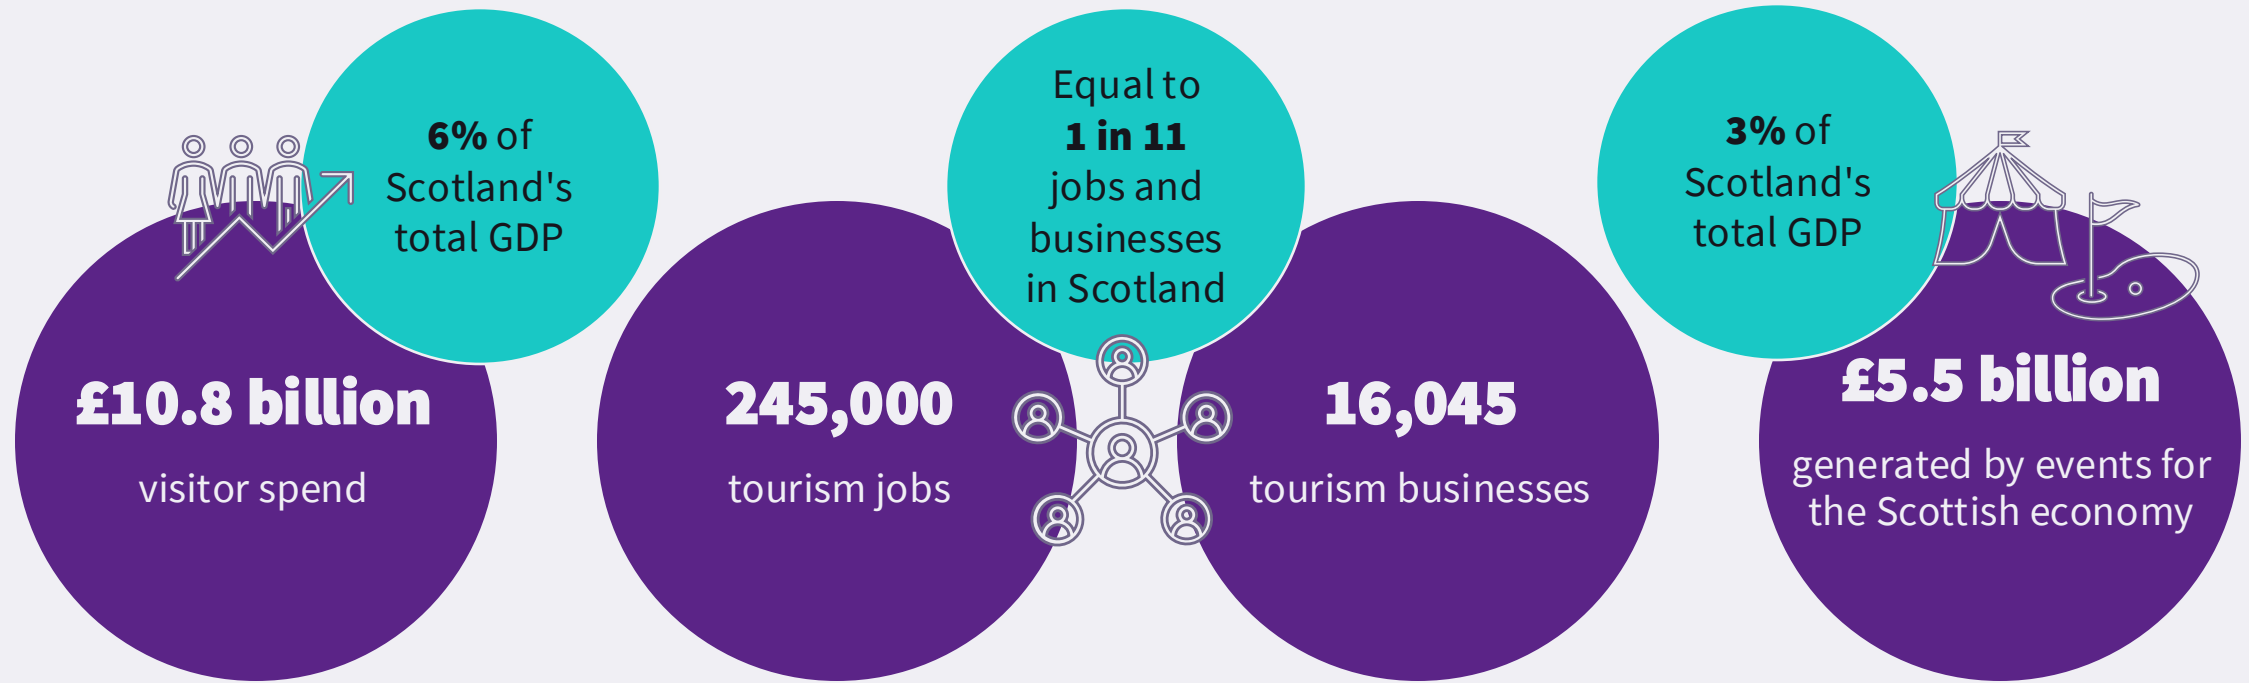 6% of
Scotland's
total GDP
£10.8 billion
visitor spend
Equal to
1 in 11
jobs and
businesses
in Scotland
245,000
tourism jobs
16,045
tourism businesses
3% of
Scotland's
total GDP
£5.5 billion
generated by events for
the Scottish economy